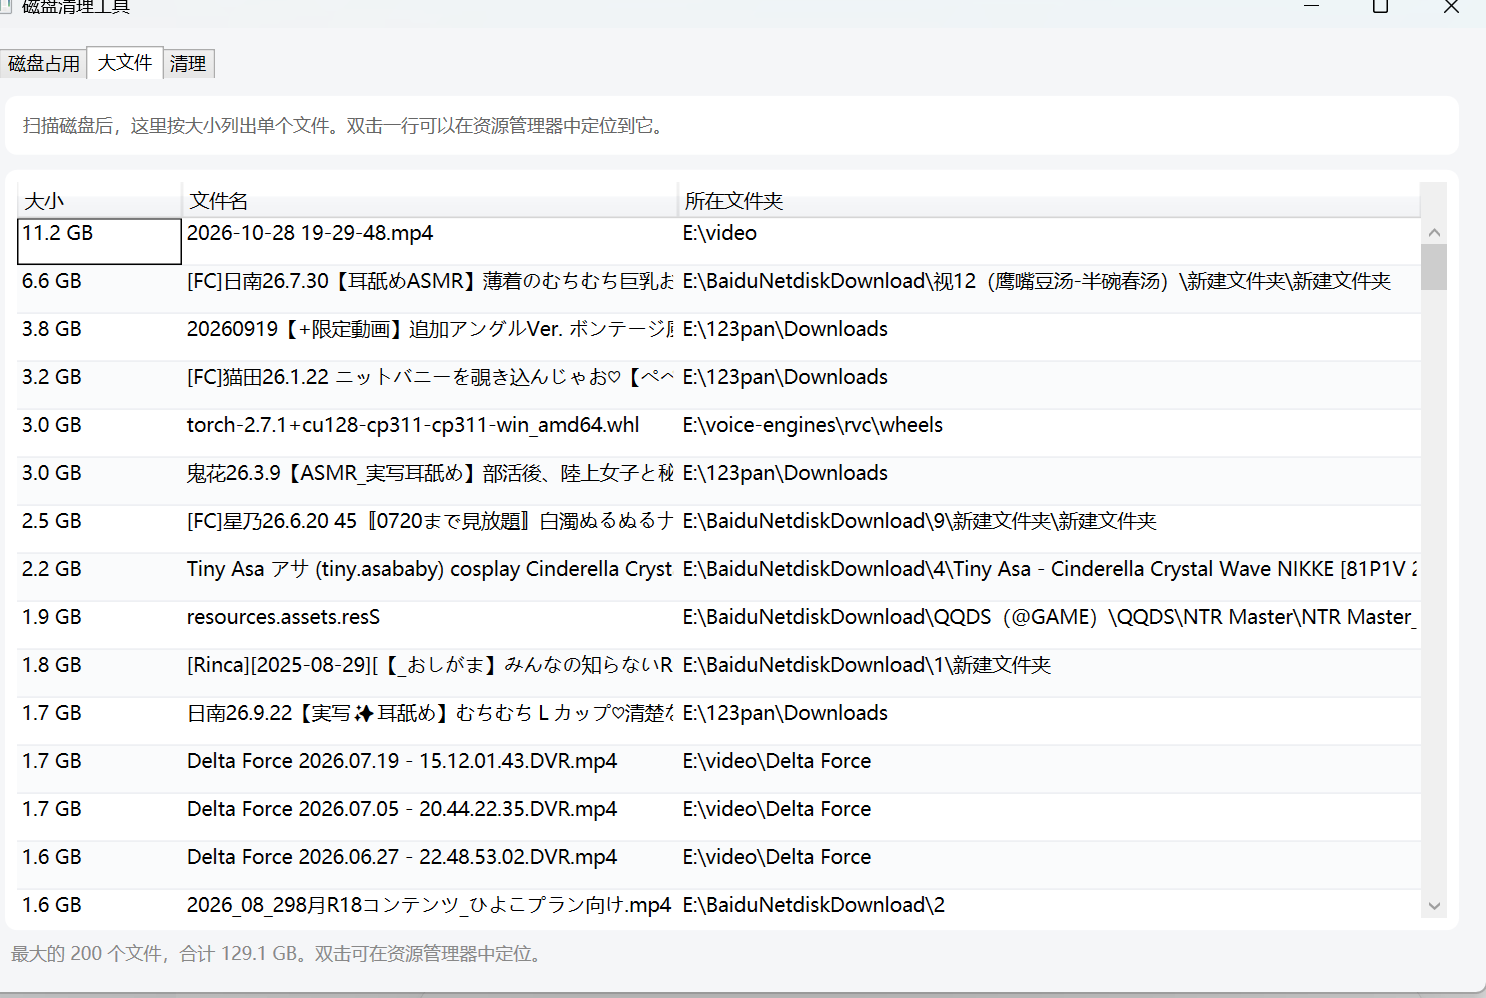 磁盘清理工具
磁盘占用 大文件 清理
扫描磁盘后，这里按大小列出单个文件。双击一行可以在资源管理器中定位到它。
大小 文件名 所在文件夹
11.2 GB 2026-10-28 19-29-48.mp4 E:\video
6.6 GB [FC]日南26.7.30【耳舐めASMR】薄着のむちむち巨乳お E:\BaiduNetdiskDownload\视12（鹰嘴豆汤-半碗春汤）\新建文件夹\新建文件夹
3.8 GB 20260919【+限定動画】追加アングルVer. ボンテージ E:\123pan\Downloads
3.2 GB [FC]猫田26.1.22 ニットバニーを覗き込んじゃお♡【ペ E:\123pan\Downloads
3.0 GB torch-2.7.1+cu128-cp311-cp311-win_amd64.whl E:\voice-engines\rvc\wheels
3.0 GB 鬼花26.3.9【ASMR_実写耳舐め】部活後、陸上女子と秘 E:\123pan\Downloads
2.5 GB [FC]星乃26.6.20 45〖0720まで見放題〗白濁ぬるぬるナ E:\BaiduNetdiskDownload\9\新建文件夹\新建文件夹
2.2 GB Tiny Asa アサ (tiny.asababy) cosplay Cinderella Cryst E:\BaiduNetdiskDownload\4\Tiny Asa - Cinderella Crystal Wave NIKKE [81P1V 2
1.9 GB resources.assets.resS E:\BaiduNetdiskDownload\QQDS（@GAME）\QQDS\NTR Master\NTR Master_
1.8 GB [Rinca][2025-08-29][【_おしがま】みんなの知らないR E:\BaiduNetdiskDownload\1\新建文件夹
1.7 GB 日南26.9.22【実写✨耳舐め】むちむちＬカップ♡清楚な E:\123pan\Downloads
1.7 GB Delta Force 2026.07.19 - 15.12.01.43.DVR.mp4 E:\video\Delta Force
1.7 GB Delta Force 2026.07.05 - 20.44.22.35.DVR.mp4 E:\video\Delta Force
1.6 GB Delta Force 2026.06.27 - 22.48.53.02.DVR.mp4 E:\video\Delta Force
1.6 GB 2026_08_298月R18コンテンツ_ひよこプラン向け.mp4 E:\BaiduNetdiskDownload\2
最大的 200 个文件，合计 129.1 GB。双击可在资源管理器中定位。